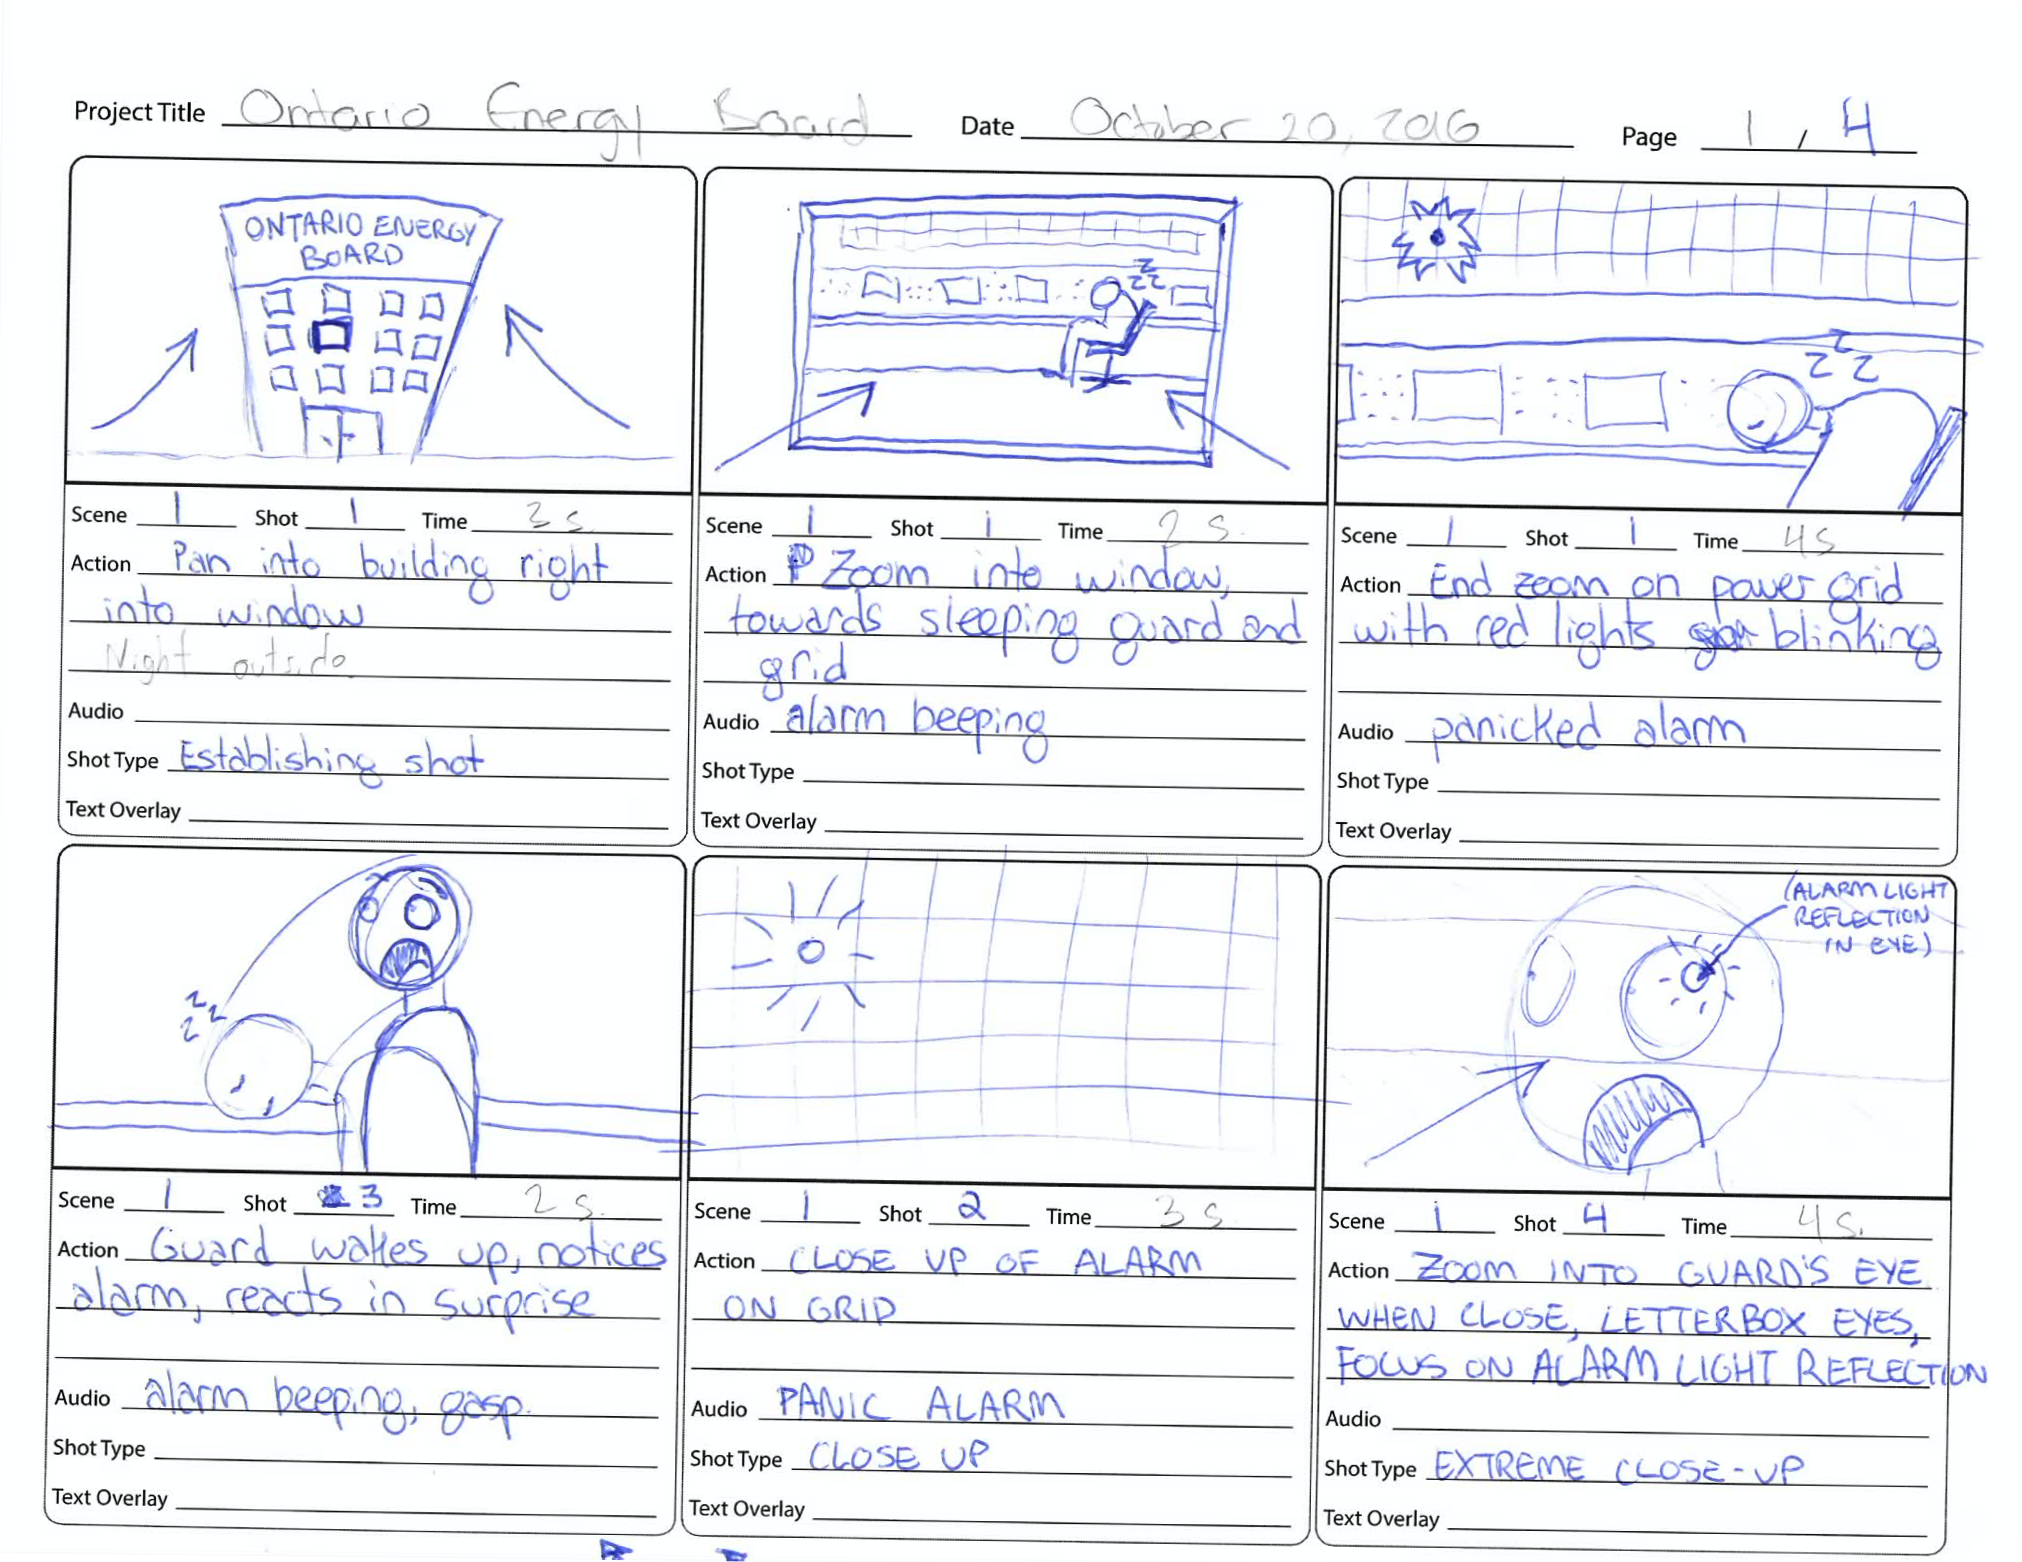 Project Title Ontario Energy Board Date October 20, 2016 Page 1 / 4
ONTARIO ENERGY
BOARD
Scene 1 Shot 1 Time 3 s
Action Pan into building right
into window
Night outside
Audio
Shot Type Establishing shot
Text Overlay
z
zz
Scene 1 Shot 1 Time 2 s.
Action Zoom into window,
towards sleeping guard and
grid
Audio alarm beeping
Shot Type
Text Overlay
z
z z
Scene 1 Shot 1 Time 4s
Action End zoom on power grid
with red lights blinking
Audio panicked alarm
Shot Type
Text Overlay
z
z z
Scene 1 Shot 3 Time 2 s.
Action Guard wakes up, notices
alarm, reacts in surprise
Audio alarm beeping, gasp.
Shot Type
Text Overlay
Scene 1 Shot 2 Time 3 s.
Action CLOSE UP OF ALARM
ON GRID
Audio PANIC ALARM
Shot Type CLOSE UP
Text Overlay
(ALARM LIGHT
REFLECTION
IN EYE)
Scene 1 Shot 4 Time 4 s.
Action ZOOM INTO GUARD'S EYE
WHEN CLOSE, LETTERBOX EYES,
FOCUS ON ALARM LIGHT REFLECTION
Audio
Shot Type EXTREME CLOSE-UP
Text Overlay